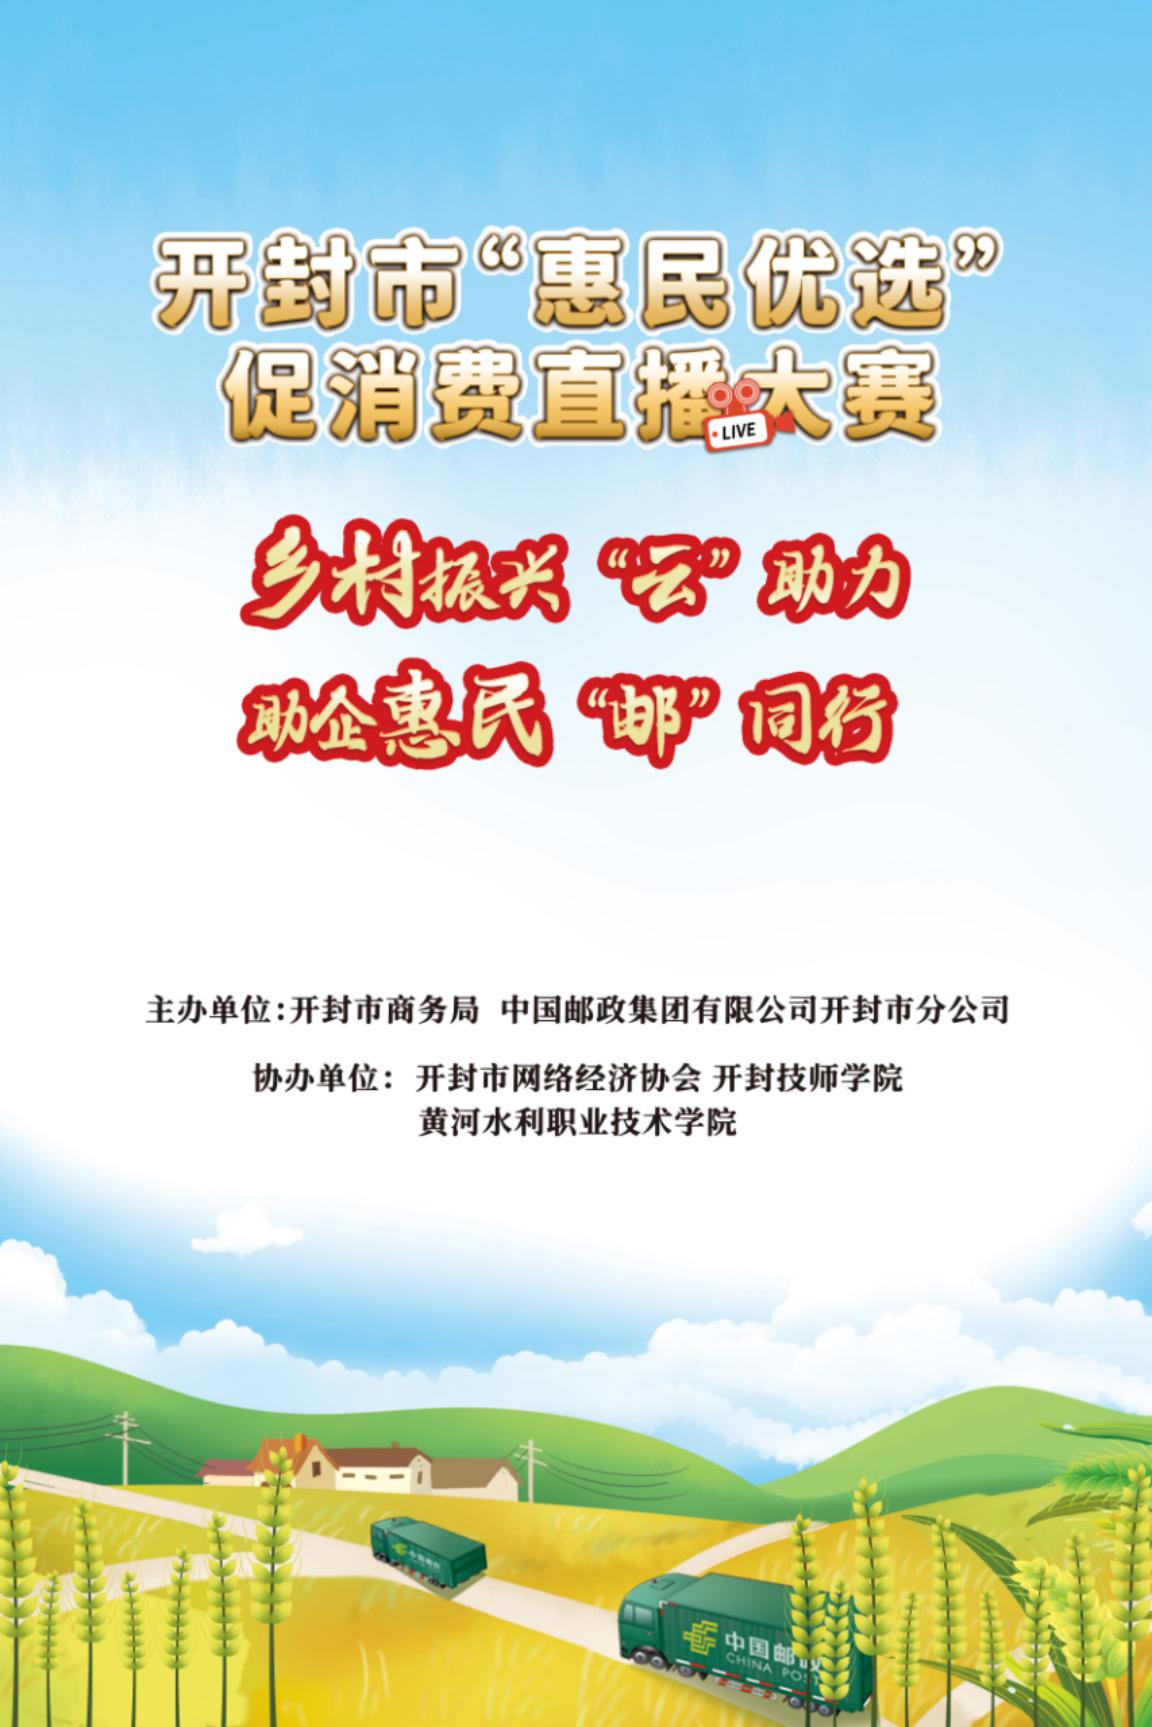 开封市“惠民优选”
促消费直播大赛
LIVE
乡村振兴“云”助力
助企惠民“邮”同行
主办单位:开封市商务局 中国邮政集团有限公司开封市分公司
协办单位: 开封市网络经济协会 开封技师学院
黄河水利职业技术学院
中国邮政
中国邮政
CHINA POST